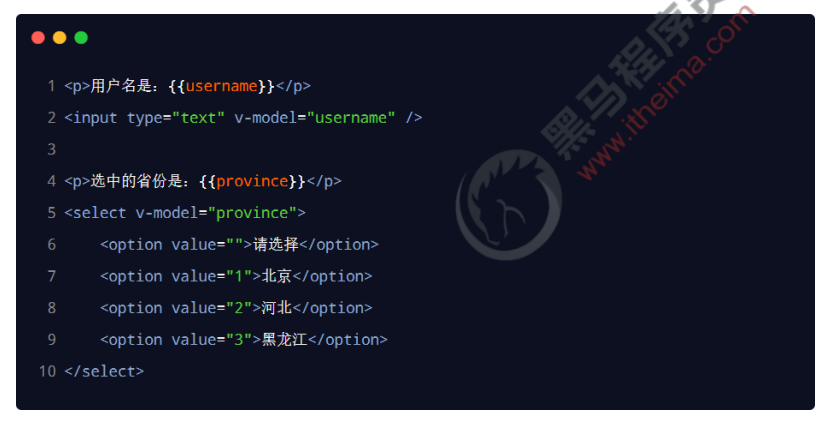 1 <p>用户名是：{{username}}</p>
2 <input type="text" v-model="username" />
3
4 <p>选中的省份是：{{province}}</p>
5 <select v-model="province">
6     <option value="">请选择</option>
7     <option value="1">北京</option>
8     <option value="2">河北</option>
9     <option value="3">黑龙江</option>
10 </select>
黑马程序员
www.itheima.com